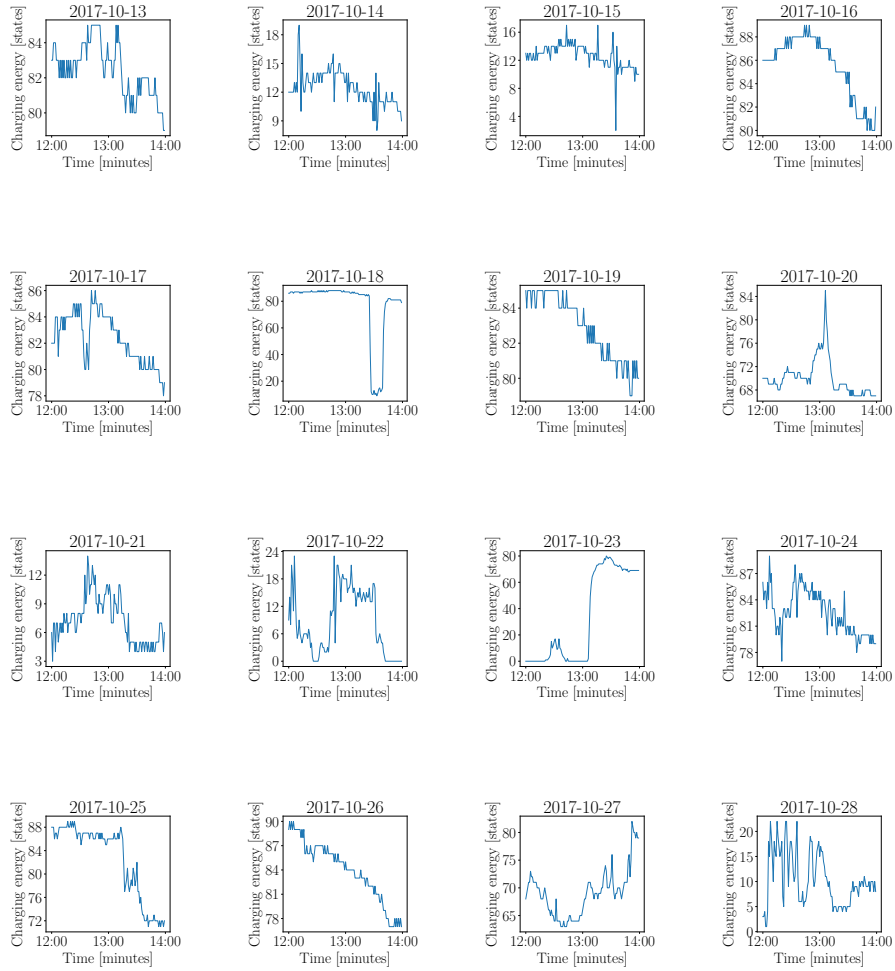 2017-10-13
Charging energy [states]
84
82
80
12:00 13:00 14:00
Time [minutes]
2017-10-14
Charging energy [states]
18
15
12
9
12:00 13:00 14:00
Time [minutes]
2017-10-15
Charging energy [states]
16
12
8
4
12:00 13:00 14:00
Time [minutes]
2017-10-16
Charging energy [states]
88
86
84
82
80
12:00 13:00 14:00
Time [minutes]
2017-10-17
Charging energy [states]
86
84
82
80
78
12:00 13:00 14:00
Time [minutes]
2017-10-18
Charging energy [states]
80
60
40
20
12:00 13:00 14:00
Time [minutes]
2017-10-19
Charging energy [states]
84
82
80
12:00 13:00 14:00
Time [minutes]
2017-10-20
Charging energy [states]
84
80
76
72
68
12:00 13:00 14:00
Time [minutes]
2017-10-21
Charging energy [states]
12
9
6
3
12:00 13:00 14:00
Time [minutes]
2017-10-22
Charging energy [states]
24
18
12
6
0
12:00 13:00 14:00
Time [minutes]
2017-10-23
Charging energy [states]
80
60
40
20
0
12:00 13:00 14:00
Time [minutes]
2017-10-24
Charging energy [states]
87
84
81
78
12:00 13:00 14:00
Time [minutes]
2017-10-25
Charging energy [states]
88
84
80
76
72
12:00 13:00 14:00
Time [minutes]
2017-10-26
Charging energy [states]
90
87
84
81
78
12:00 13:00 14:00
Time [minutes]
2017-10-27
Charging energy [states]
80
75
70
65
12:00 13:00 14:00
Time [minutes]
2017-10-28
Charging energy [states]
20
15
10
5
0
12:00 13:00 14:00
Time [minutes]